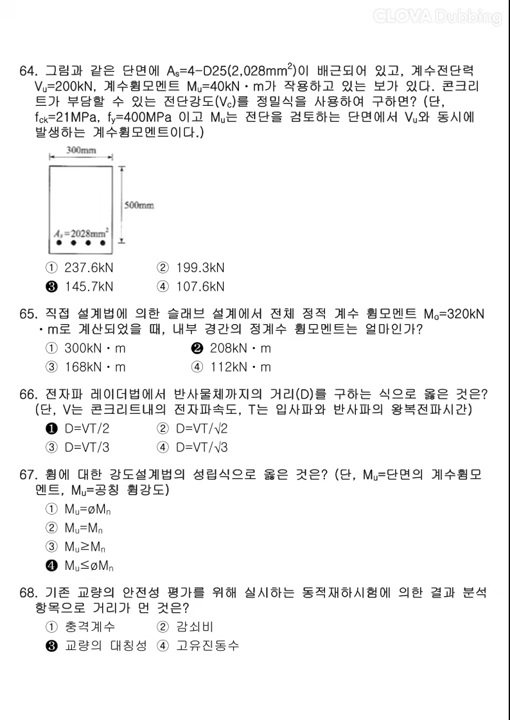 CLOVA Dubbing
64. 그림과 같은 단면에 As=4-D25(2,028mm²)이 배근되어 있고, 계수전단력
Vu=200kN, 계수휨모멘트 Mu=40kN·m가 작용하고 있는 보가 있다. 콘크리
트가 부담할 수 있는 전단강도(Vc)를 정밀식을 사용하여 구하면? (단,
fck=21MPa, fy=400MPa 이고 Mu는 전단을 검토하는 단면에서 Vu와 동시에
발생하는 계수휨모멘트이다.)
300mm
500mm
As=2028mm²
① 237.6kN ② 199.3kN
❸ 145.7kN ④ 107.6kN
65. 직접 설계법에 의한 슬래브 설계에서 전체 정적 계수 휨모멘트 Mo=320kN
·m로 계산되었을 때, 내부 경간의 정계수 휨모멘트는 얼마인가?
① 300kN·m ❷ 208kN·m
③ 168kN·m ④ 112kN·m
66. 전자파 레이더법에서 반사물체까지의 거리(D)를 구하는 식으로 옳은 것은?
(단, V는 콘크리트내의 전자파속도, T는 입사파와 반사파의 왕복전파시간)
❶ D=VT/2 ② D=VT/√2
③ D=VT/3 ④ D=VT/√3
67. 휨에 대한 강도설계법의 성립식으로 옳은 것은? (단, Mu=단면의 계수휨모
멘트, Mu=공칭 휨강도)
① Mu=øMn
② Mu=Mn
③ Mu≥Mn
❹ Mu≤øMn
68. 기존 교량의 안전성 평가를 위해 실시하는 동적재하시험에 의한 결과 분석
항목으로 거리가 먼 것은?
① 충격계수 ② 감쇠비
❸ 교량의 대칭성 ④ 고유진동수